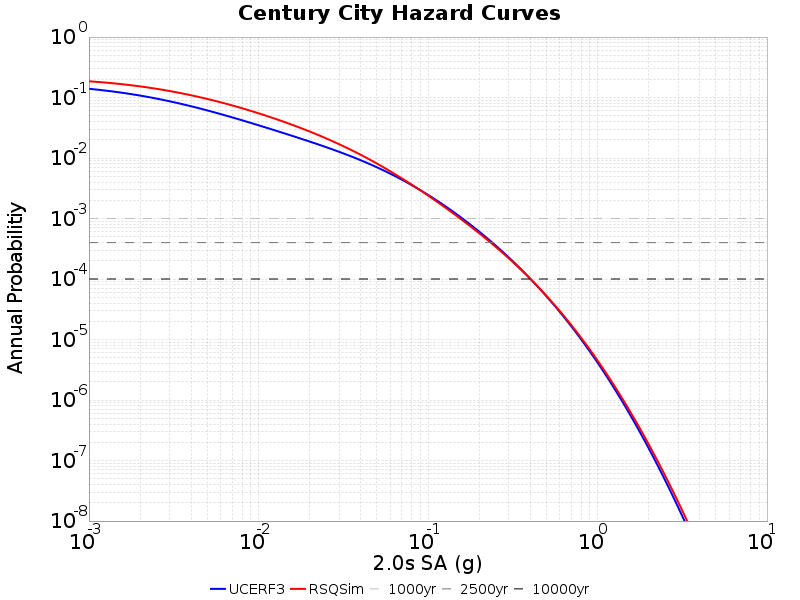 Century City Hazard Curves
10^0
10^-1
10^-2
10^-3
10^-4
10^-5
10^-6
10^-7
10^-8
Annual Probabilitiy
10^-3 10^-2 10^-1 10^0 10^1
2.0s SA (g)
UCERF3 RSQSim 1000yr 2500yr 10000yr